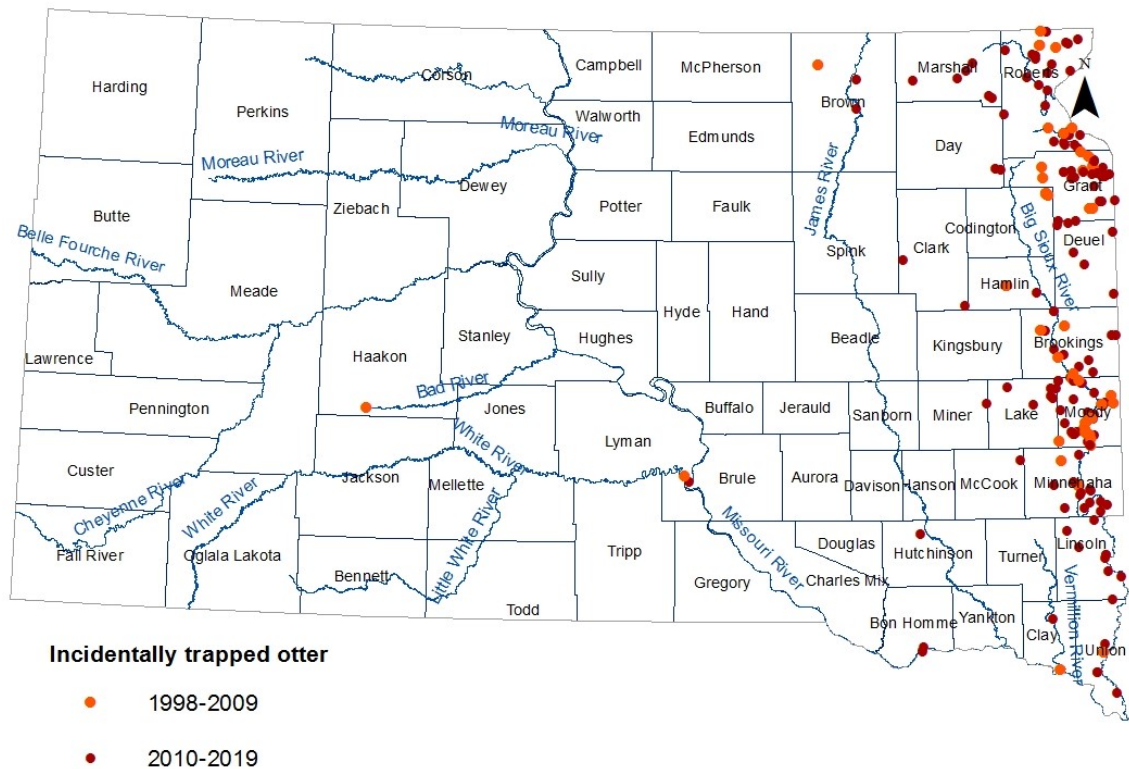 Harding
Perkins
Corson
Campbell
McPherson
Brown
Marshall
Roberts
N
Walworth
Edmunds
Day
Moreau River
Moreau River
Dewey
Ziebach
Butte
Potter
Faulk
James River
Grant
Belle Fourche River
Meade
Sully
Spink
Clark
Codington
Big Sioux River
Deuel
Hamlin
Hyde
Hand
Lawrence
Haakon
Stanley
Hughes
Beadle
Kingsbury
Brookings
Pennington
Bad River
Jones
Lyman
Buffalo
Jerauld
Sanborn
Miner
Lake
Moody
White River
Custer
Cheyenne River
White River
Jackson
Mellette
Little White River
Brule
Aurora
Davison
Hanson
McCook
Minnehaha
Missouri River
Fall River
Oglala Lakota
Bennett
Todd
Tripp
Gregory
Douglas
Charles Mix
Hutchinson
Turner
Lincoln
Vermillion River
Bon Homme
Yankton
Clay
Union
Incidentally trapped otter
1998-2009
2010-2019